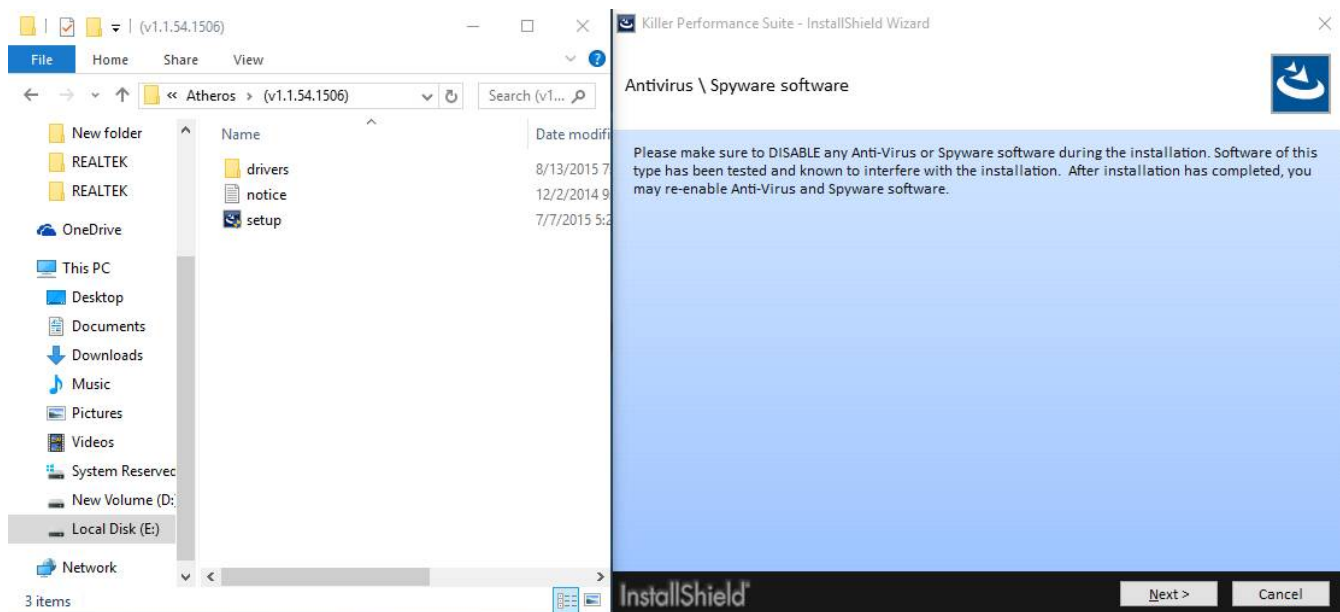 (v1.1.54.1506)
File Home Share View
« Atheros > (v1.1.54.1506)
Search (v1...
New folder
REALTEK
REALTEK
OneDrive
This PC
Desktop
Documents
Downloads
Music
Pictures
Videos
System Reserved
New Volume (D:)
Local Disk (E:)
Network
Name Date modifi
drivers 8/13/2015 7:
notice 12/2/2014 9
setup 7/7/2015 5:2
3 items
Killer Performance Suite - InstallShield Wizard
Antivirus \ Spyware software
Please make sure to DISABLE any Anti-Virus or Spyware software during the installation. Software of this
type has been tested and known to interfere with the installation. After installation has completed, you
may re-enable Anti-Virus and Spyware software.
InstallShield
Next >
Cancel